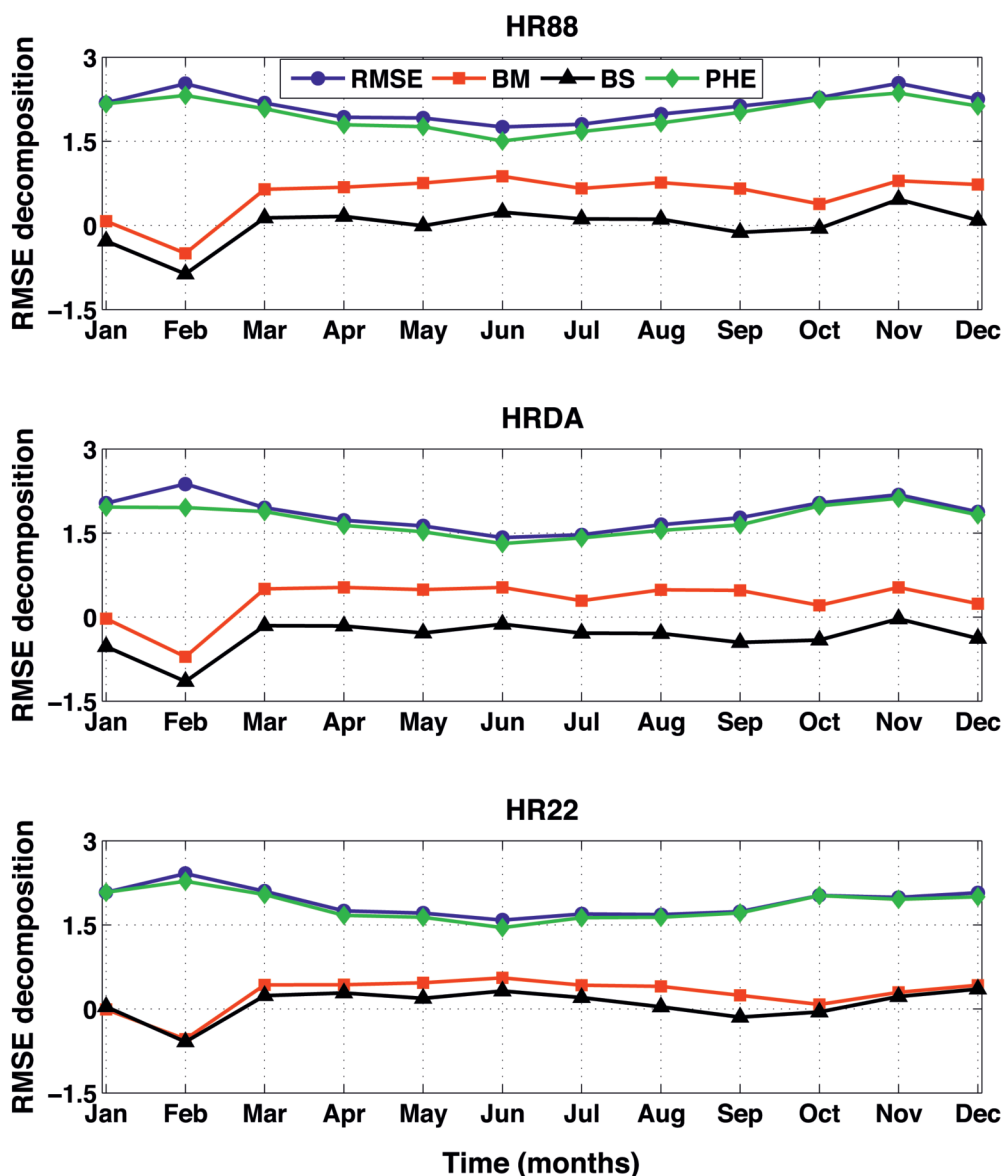 HR88
RMSE BM BS PHE
RMSE decomposition
3
1.5
0
−1.5
Jan Feb Mar Apr May Jun Jul Aug Sep Oct Nov Dec
HRDA
RMSE decomposition
3
1.5
0
−1.5
Jan Feb Mar Apr May Jun Jul Aug Sep Oct Nov Dec
HR22
RMSE decomposition
3
1.5
0
−1.5
Jan Feb Mar Apr May Jun Jul Aug Sep Oct Nov Dec
Time (months)